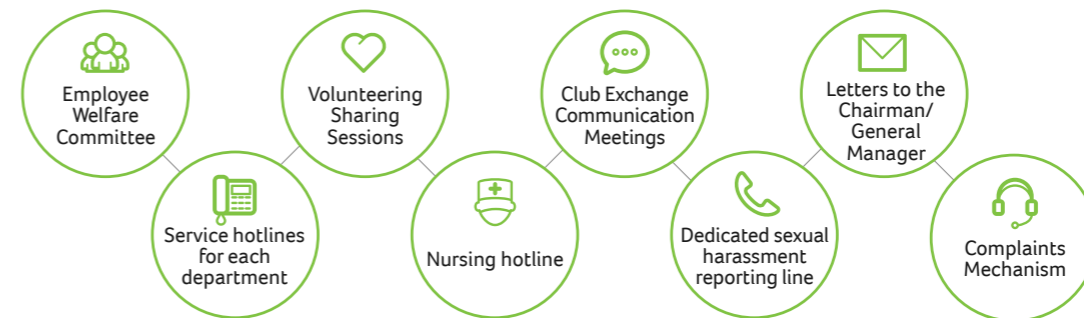 Employee
Welfare
Committee
Service hotlines
for each
department
Volunteering
Sharing
Sessions
Nursing hotline
Club Exchange
Communication
Meetings
Dedicated sexual
harassment
reporting line
Letters to the
Chairman/
General
Manager
Complaints
Mechanism